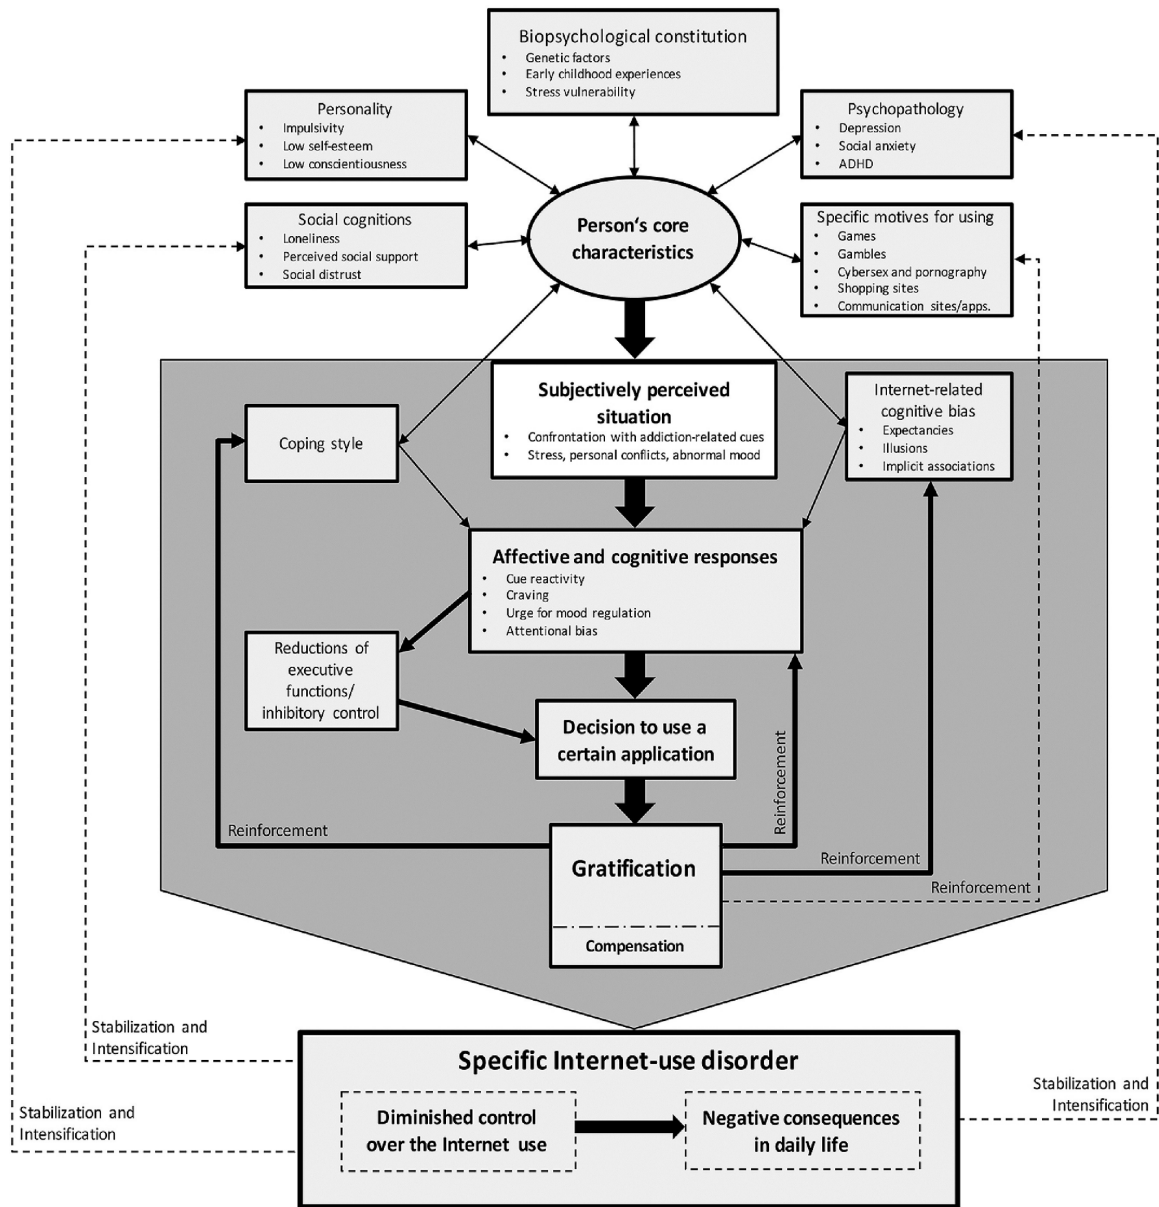 Biopsychological constitution
• Genetic factors
• Early childhood experiences
• Stress vulnerability
Personality
• Impulsivity
• Low self-esteem
• Low conscientiousness
Psychopathology
• Depression
• Social anxiety
• ADHD
Social cognitions
• Loneliness
• Perceived social support
• Social distrust
Person‘s core
characteristics
Specific motives for using
• Games
• Gambles
• Cybersex and pornography
• Shopping sites
• Communication sites/apps.
Subjectively perceived
situation
• Confrontation with addiction-related cues
• Stress, personal conflicts, abnormal mood
Coping style
Internet-related
cognitive bias
• Expectancies
• Illusions
• Implicit associations
Affective and cognitive responses
• Cue reactivity
• Craving
• Urge for mood regulation
• Attentional bias
Reductions of
executive
functions/
inhibitory control
Decision to use a
certain application
Reinforcement
Reinforcement
Gratification
Reinforcement
Reinforcement
Compensation
Stabilization and
Intensification
Specific Internet-use disorder
Stabilization and
Intensification
Stabilization and
Intensification
Diminished control
over the Internet use
Negative consequences
in daily life